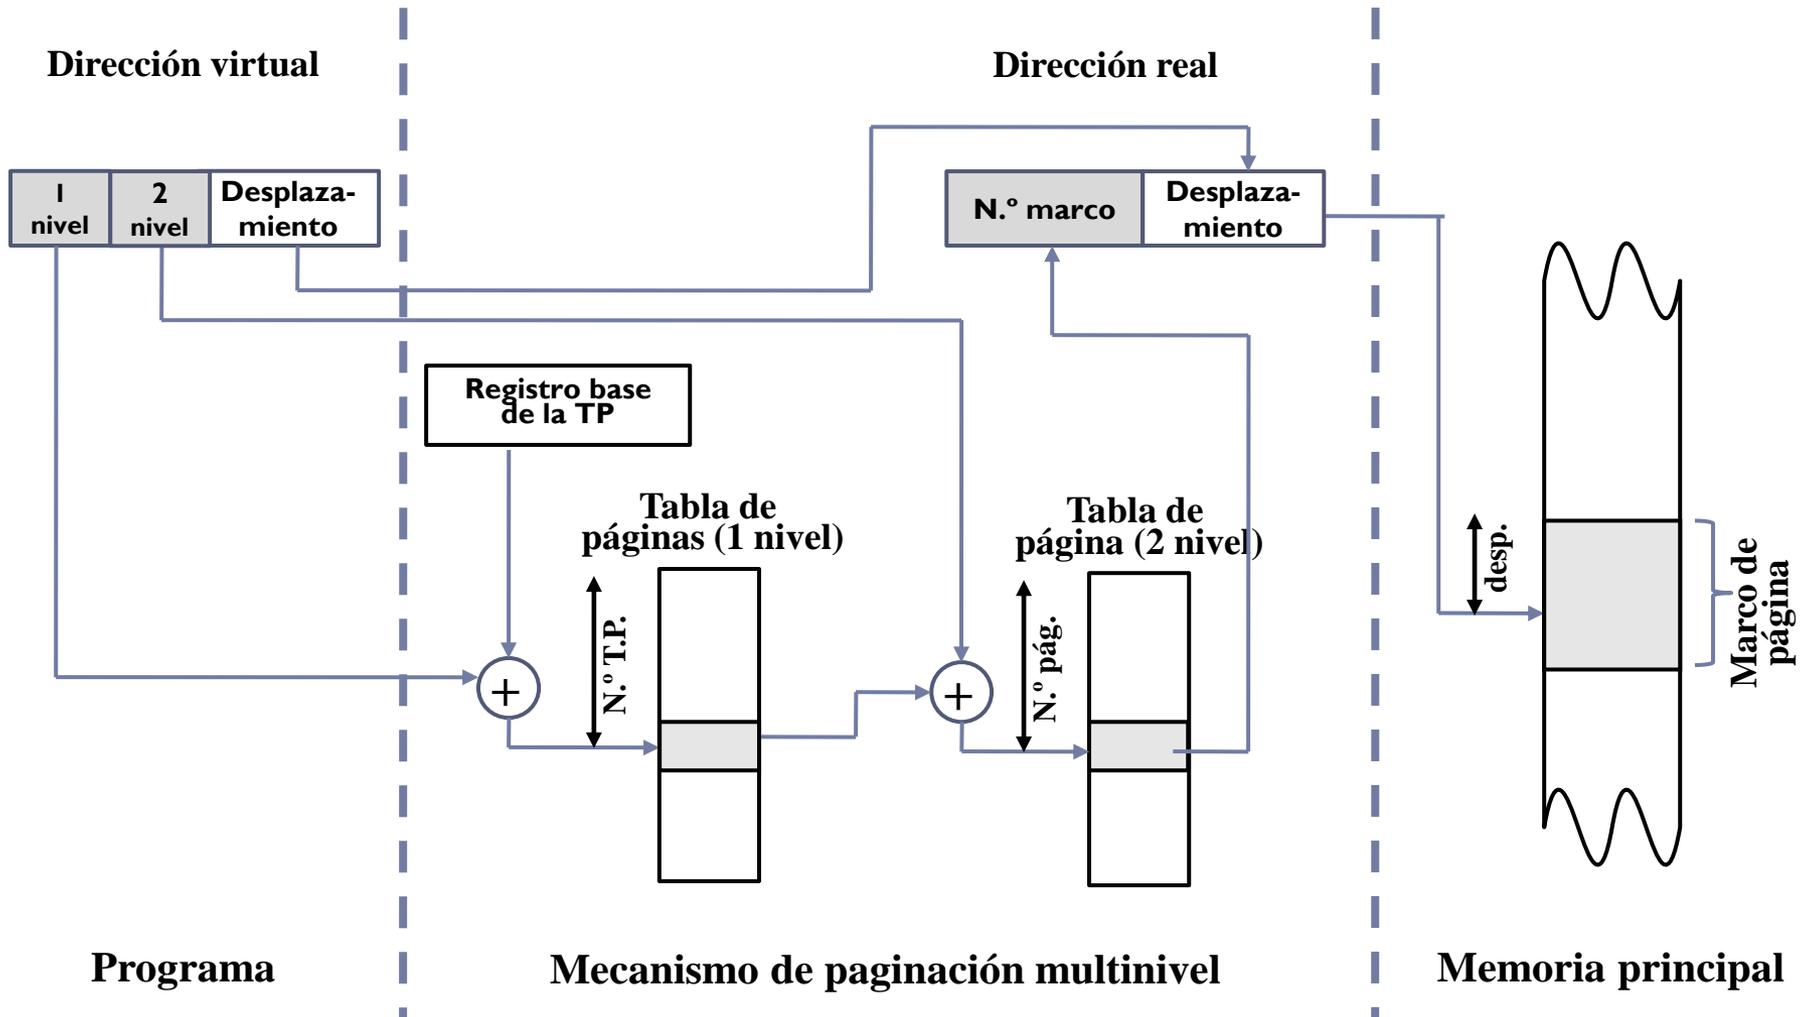 Dirección virtual
Dirección real
1
nivel
2
nivel
Desplaza-
miento
N.º marco
Desplaza-
miento
Registro base
de la TP
Tabla de
páginas (1 nivel)
Tabla de
página (2 nivel)
N.º T.P.
+
N.º pág.
+
desp.
Marco de
página
Programa
Mecanismo de paginación multinivel
Memoria principal